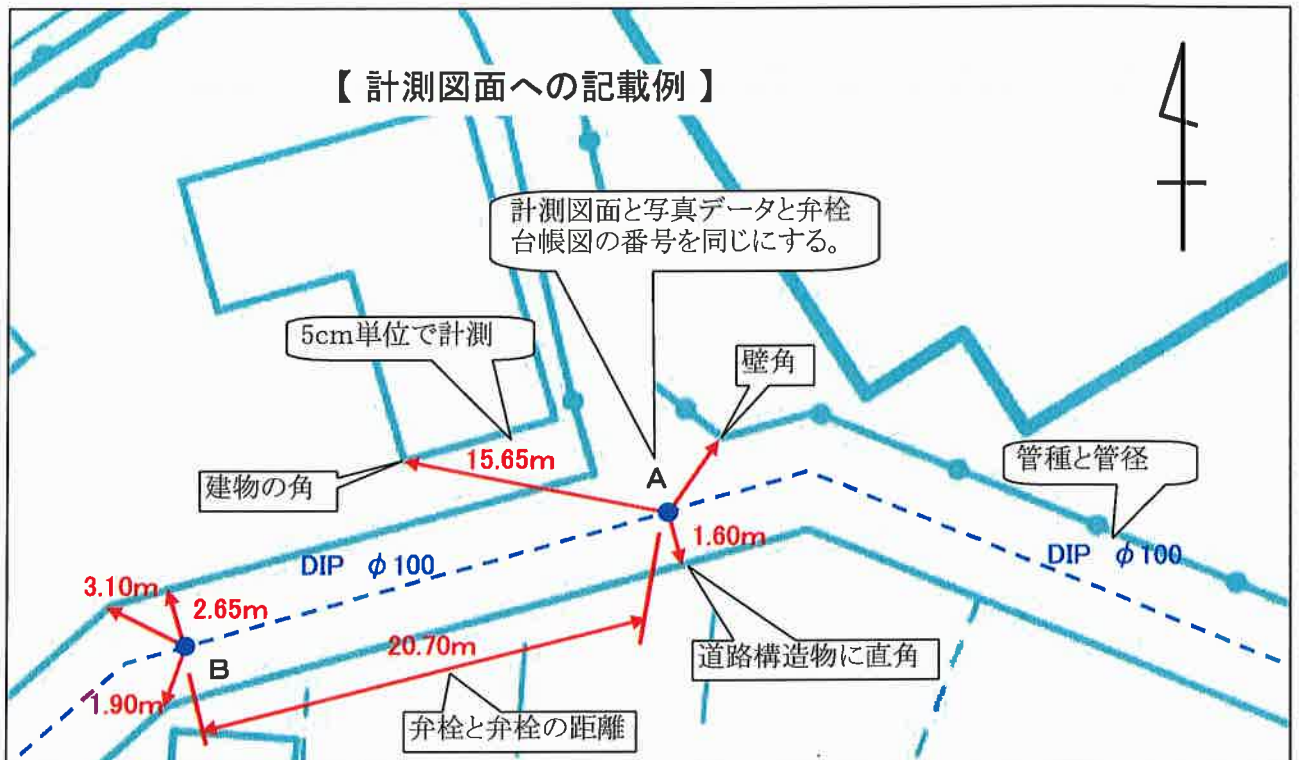 【 計測図面への記載例 】
計測図面と写真データと弁栓
台帳図の番号を同じにする。
5cm単位で計測
壁角
管種と管径
建物の角
15.65m
A
1.60m
DIP φ100
DIP φ100
3.10m
2.65m
B
20.70m
道路構造物に直角
1.90m
弁栓と弁栓の距離